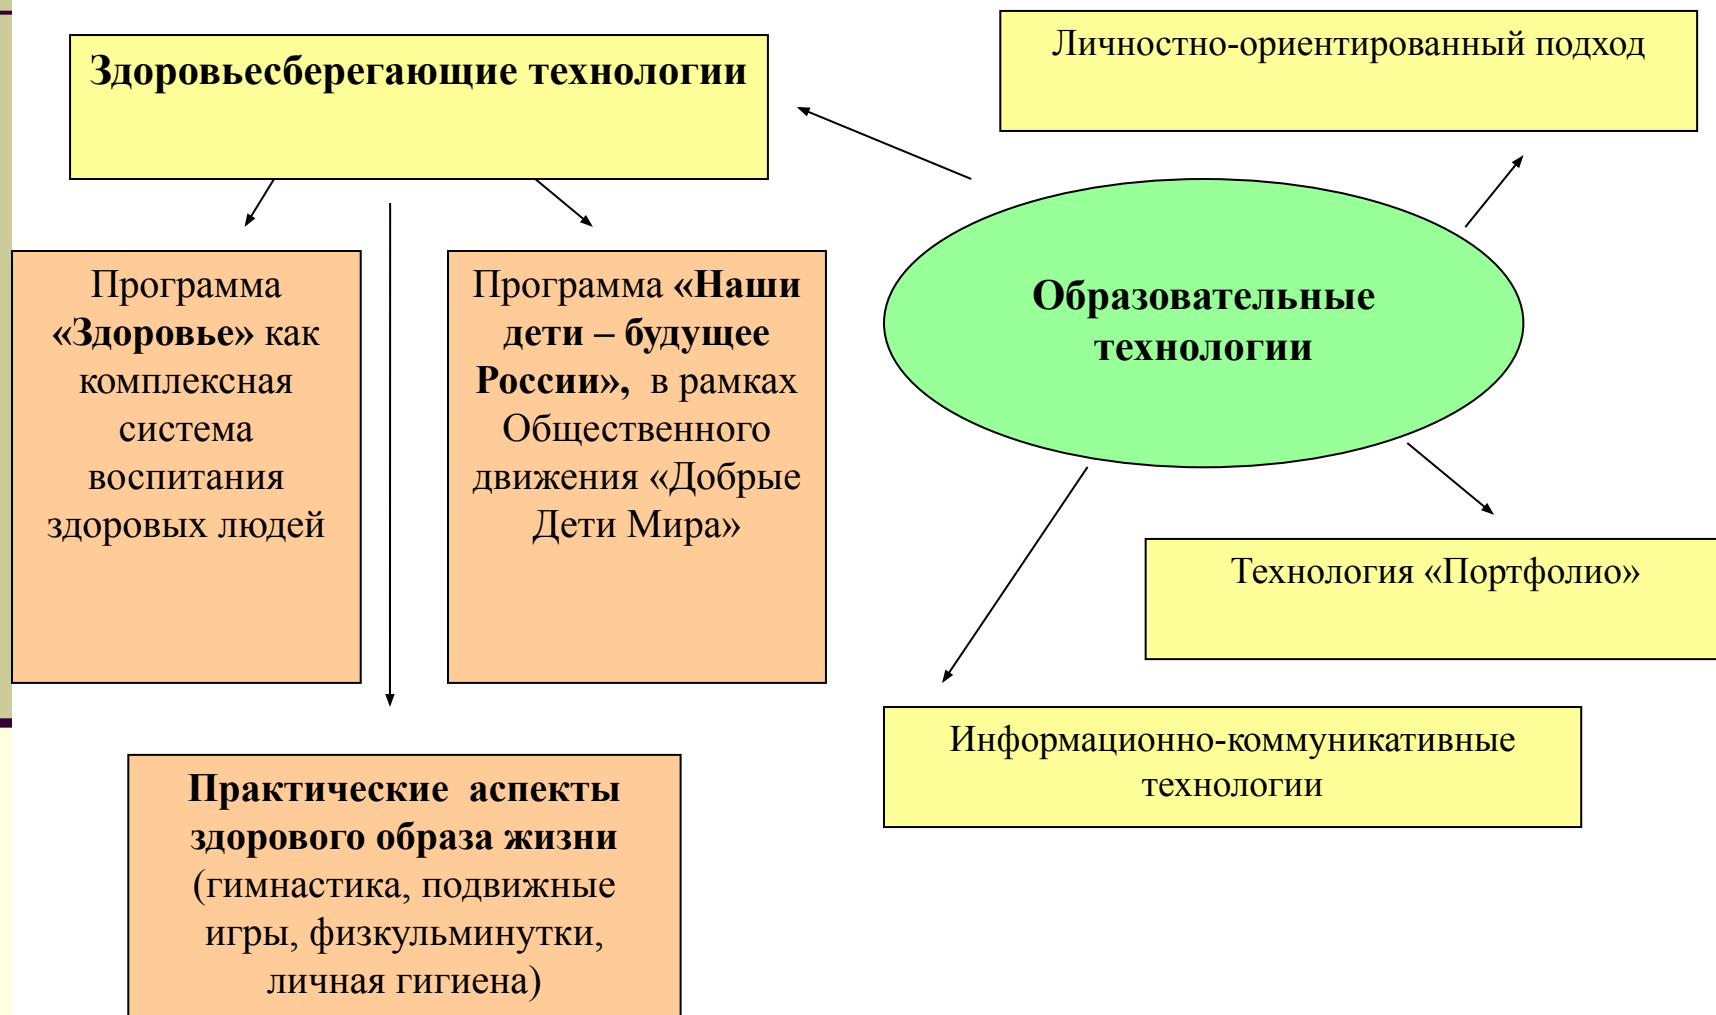 Здоровьесберегающие технологии
Личностно-ориентированный подход
Образовательные
технологии
Программа
«Здоровье» как
комплексная
система
воспитания
здоровых людей
Программа «Наши
дети – будущее
России», в рамках
Общественного
движения «Добрые
Дети Мира»
Технология «Портфолио»
Информационно-коммуникативные
технологии
Практические аспекты
здорового образа жизни
(гимнастика, подвижные
игры, физкульминутки,
личная гигиена)